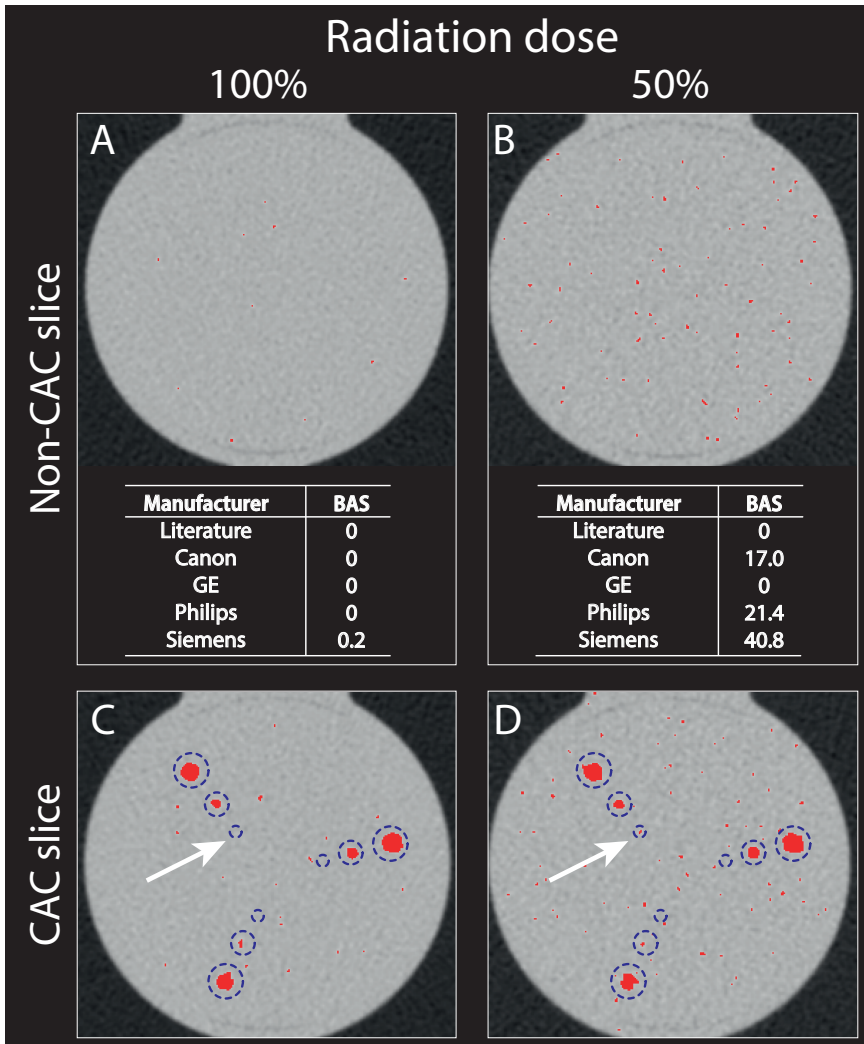 Radiation dose
100%
50%
Non-CAC slice
A
B
Manufacturer BAS
Literature 0
Canon 0
GE 0
Philips 0
Siemens 0.2
Manufacturer BAS
Literature 0
Canon 17.0
GE 0
Philips 21.4
Siemens 40.8
CAC slice
C
D